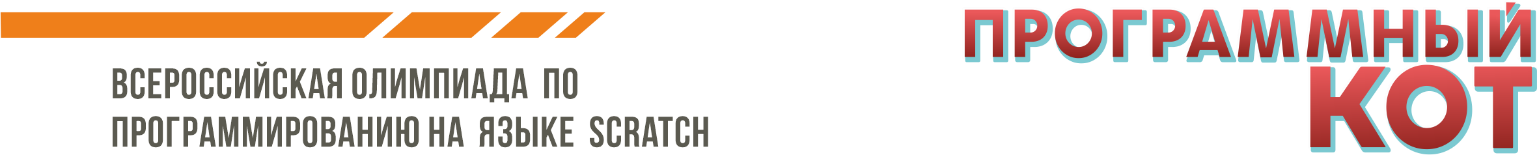 ВСЕРОССИЙСКАЯ ОЛИМПИАДА ПО
ПРОГРАММИРОВАНИЮ НА ЯЗЫКЕ SCRATCH
ПРОГРАММНЫЙ
КОТ